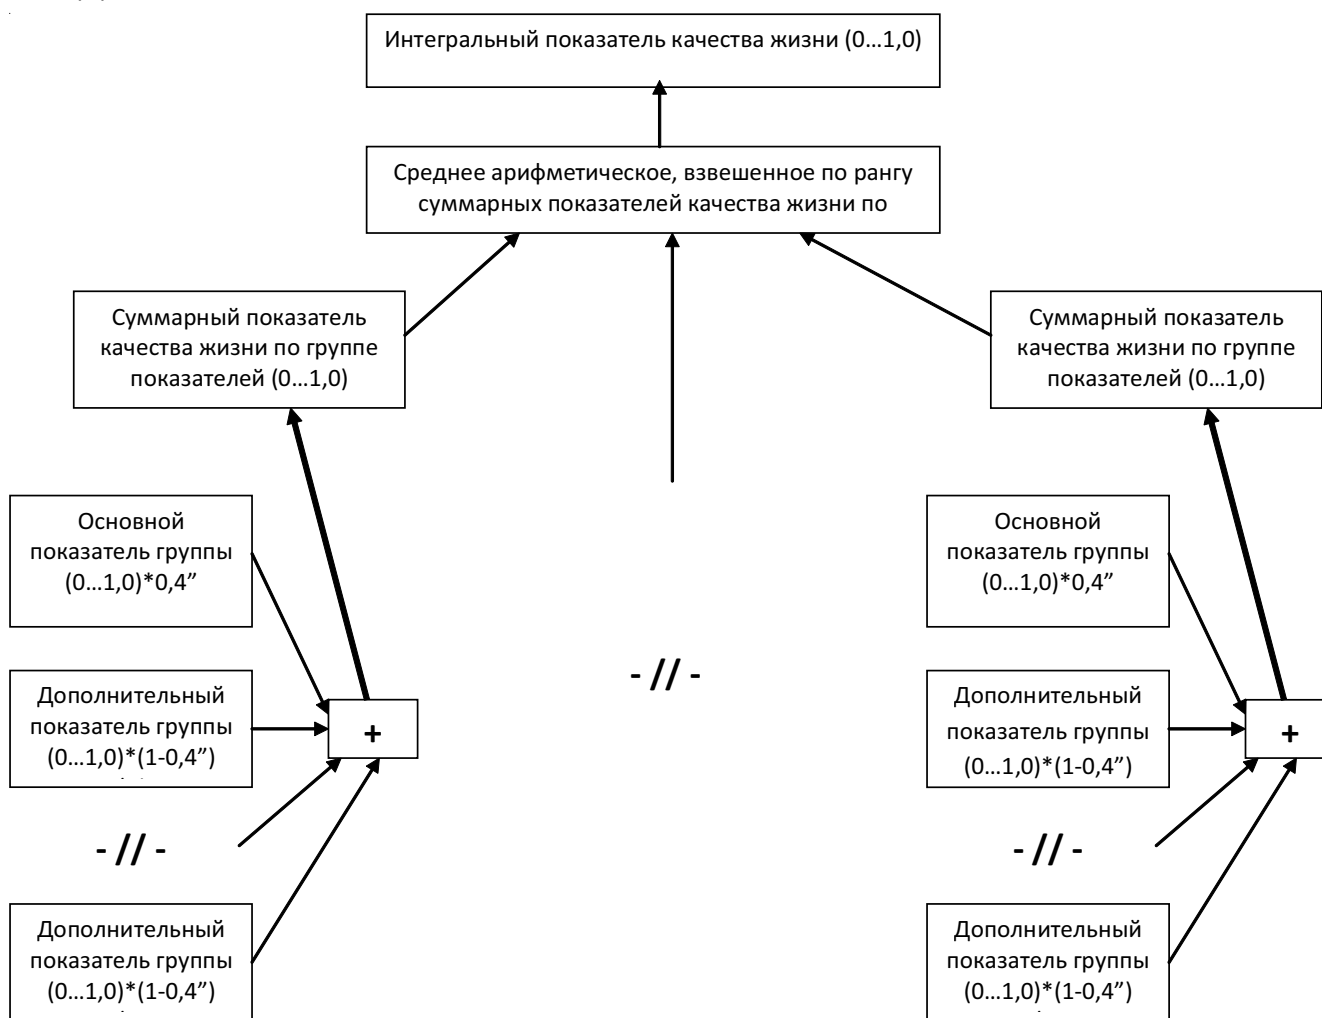 Интегральный показатель качества жизни (0...1,0)
Среднее арифметическое, взвешенное по рангу
суммарных показателей качества жизни по
Суммарный показатель
качества жизни по группе
показателей (0...1,0)
Суммарный показатель
качества жизни по группе
показателей (0...1,0)
Основной
показатель группы
(0...1,0)*0,4”
Основной
показатель группы
(0...1,0)*0,4”
- // -
Дополнительный
показатель группы
(0...1,0)*(1-0,4”)
+
Дополнительный
показатель группы
(0...1,0)*(1-0,4”)
+
- // -
- // -
Дополнительный
показатель группы
(0...1,0)*(1-0,4”)
Дополнительный
показатель группы
(0...1,0)*(1-0,4”)